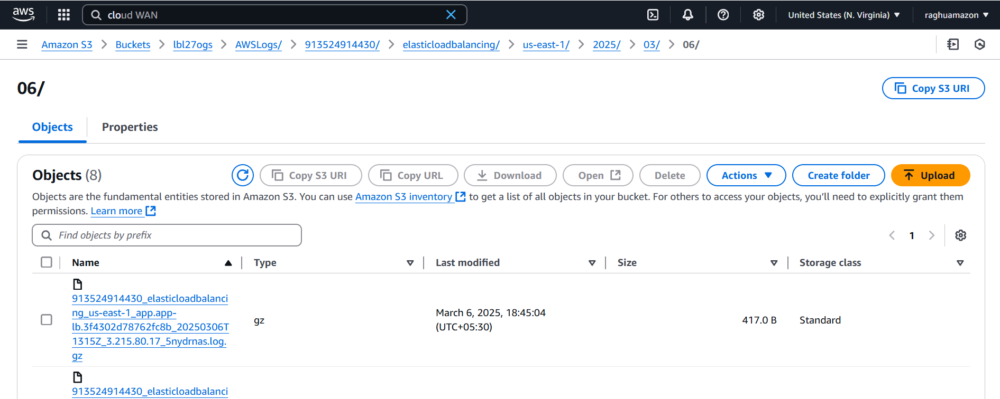 aws
cloud WAN
United States (N. Virginia)
raghuamazon
Amazon S3 > Buckets > lbl27ogs > AWSLogs/ > 913524914430/ > elasticloadbalancing/ > us-east-1/ > 2025/ > 03/ > 06/
06/
Copy S3 URI
Objects
Properties
Objects (8)
Copy S3 URI
Copy URL
Download
Open
Delete
Actions
Create folder
Upload
Objects are the fundamental entities stored in Amazon S3. You can use Amazon S3 inventory to get a list of all objects in your bucket. For others to access your objects, you’ll need to explicitly grant them
permissions. Learn more
Find objects by prefix
1
Name
Type
Last modified
Size
Storage class
913524914430_elasticloadbalanci
ng_us-east-1_app.app-
lb.3f4302d78762fc8b_20250306T
1315Z_3.215.80.17_5nydrnas.log.
gz
gz
March 6, 2025, 18:45:04
(UTC+05:30)
417.0 B
Standard
913524914430_elasticloadbalanci